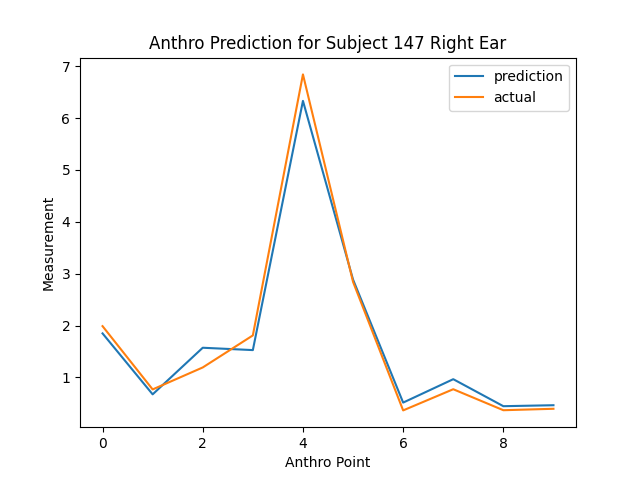 Anthro Prediction for Subject 147 Right Ear
prediction
actual
7
6
5
4
3
2
1
Measurement
0 2 4 6 8
Anthro Point